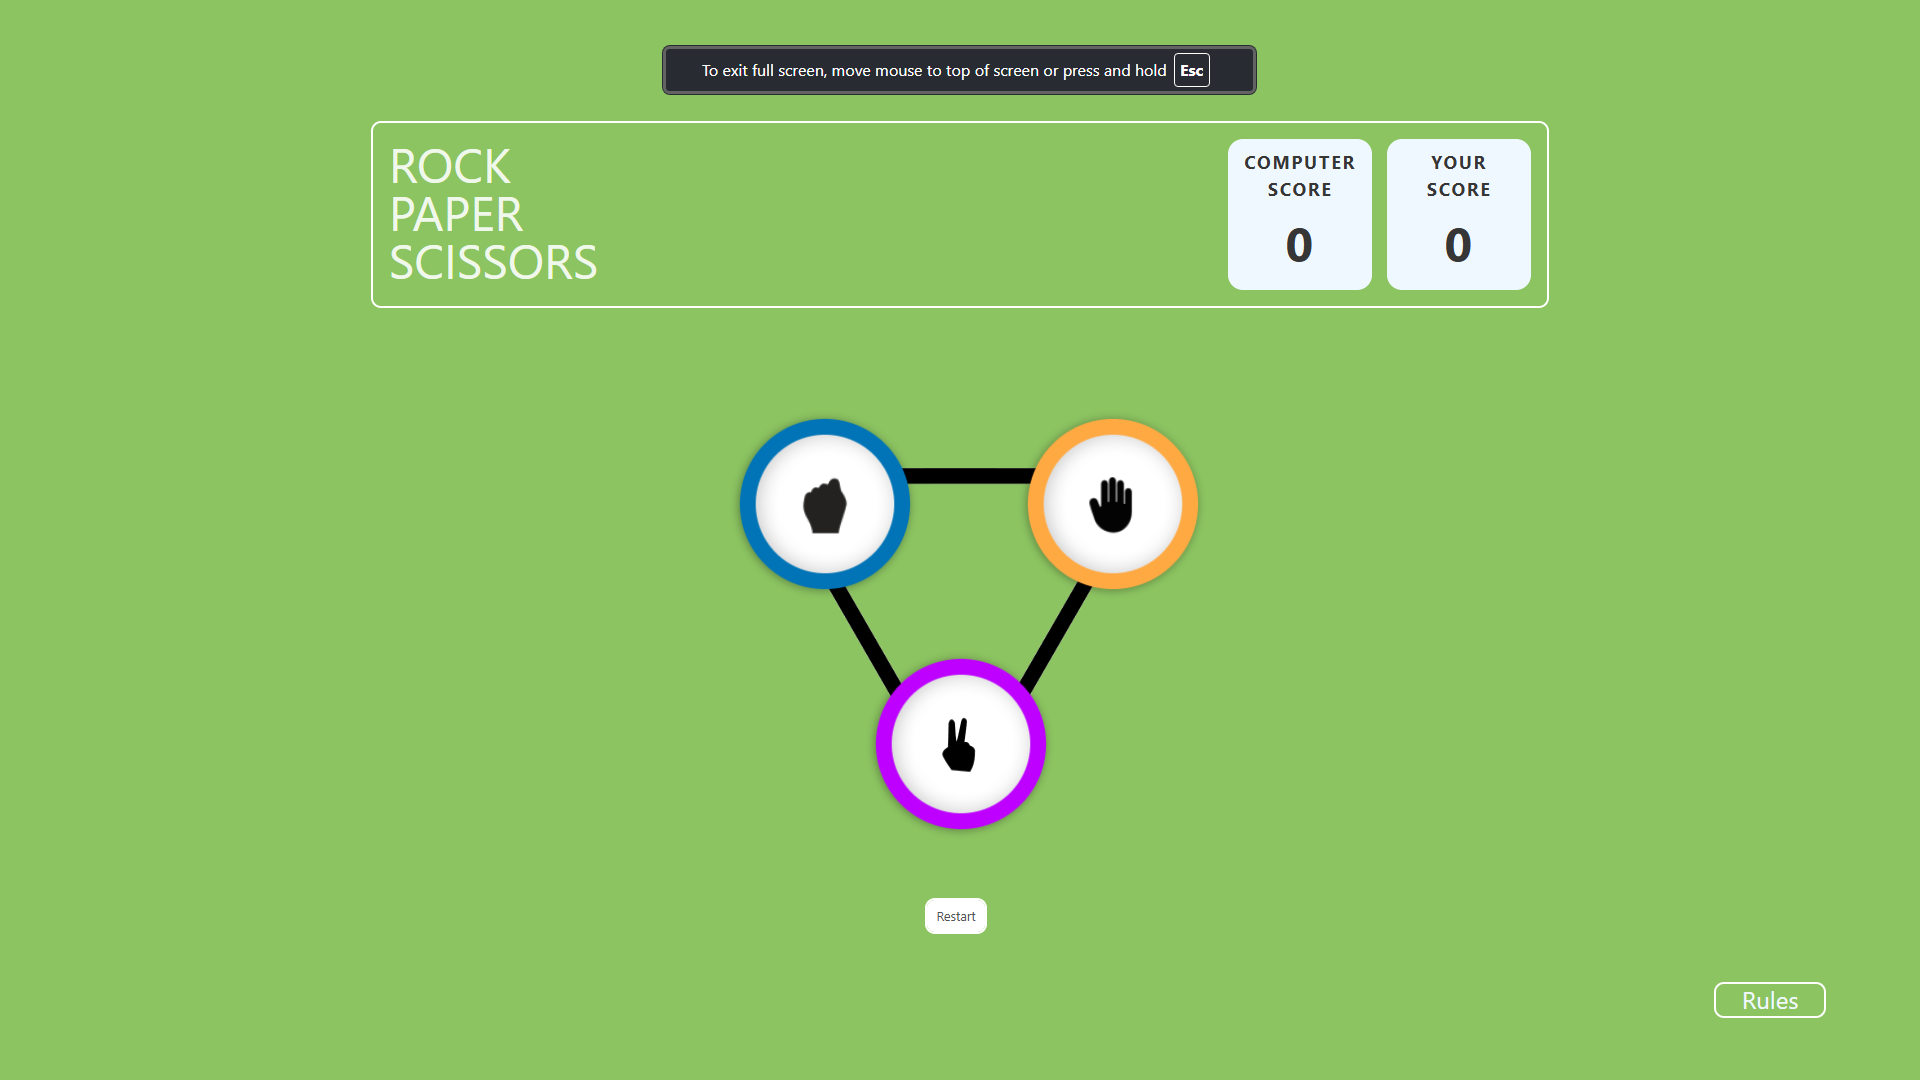 To exit full screen, move mouse to top of screen or press and hold Esc
ROCK
PAPER
SCISSORS
COMPUTER
SCORE
0
YOUR
SCORE
0
Restart
Rules